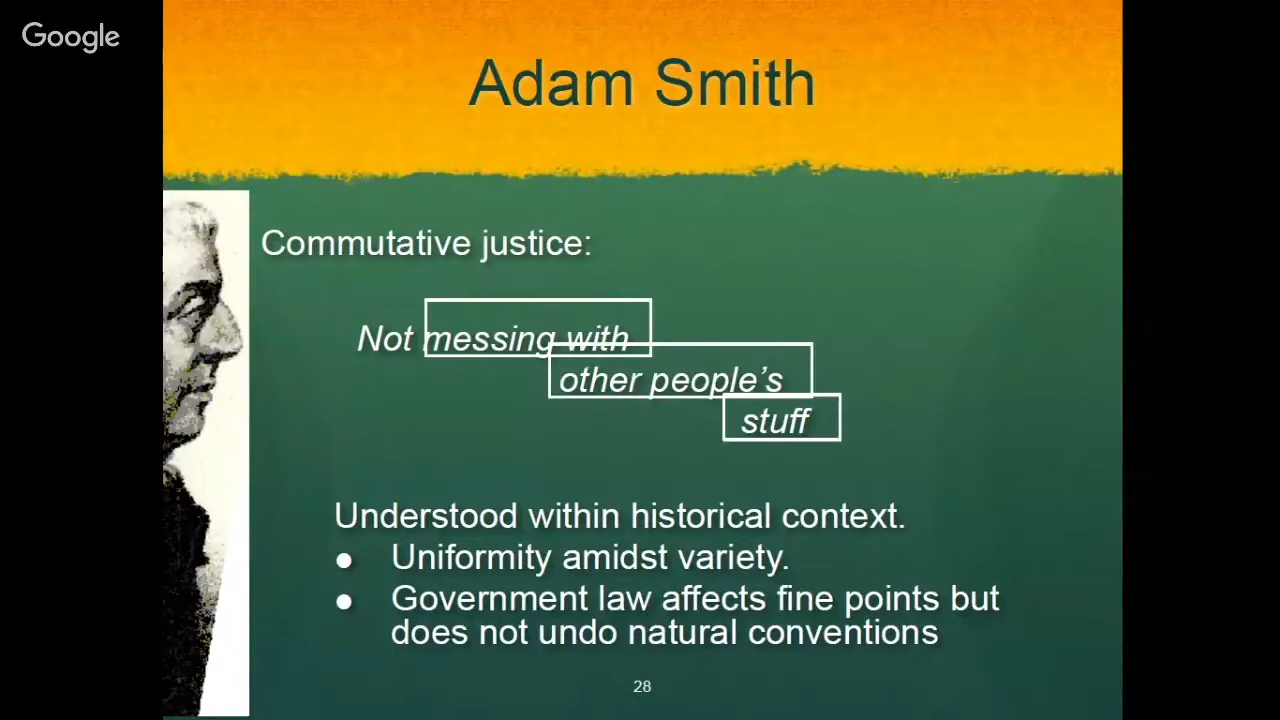 Google
Adam Smith
Commutative justice:
Not messing with
other people’s
stuff
Understood within historical context.
● Uniformity amidst variety.
● Government law affects fine points but
does not undo natural conventions
28